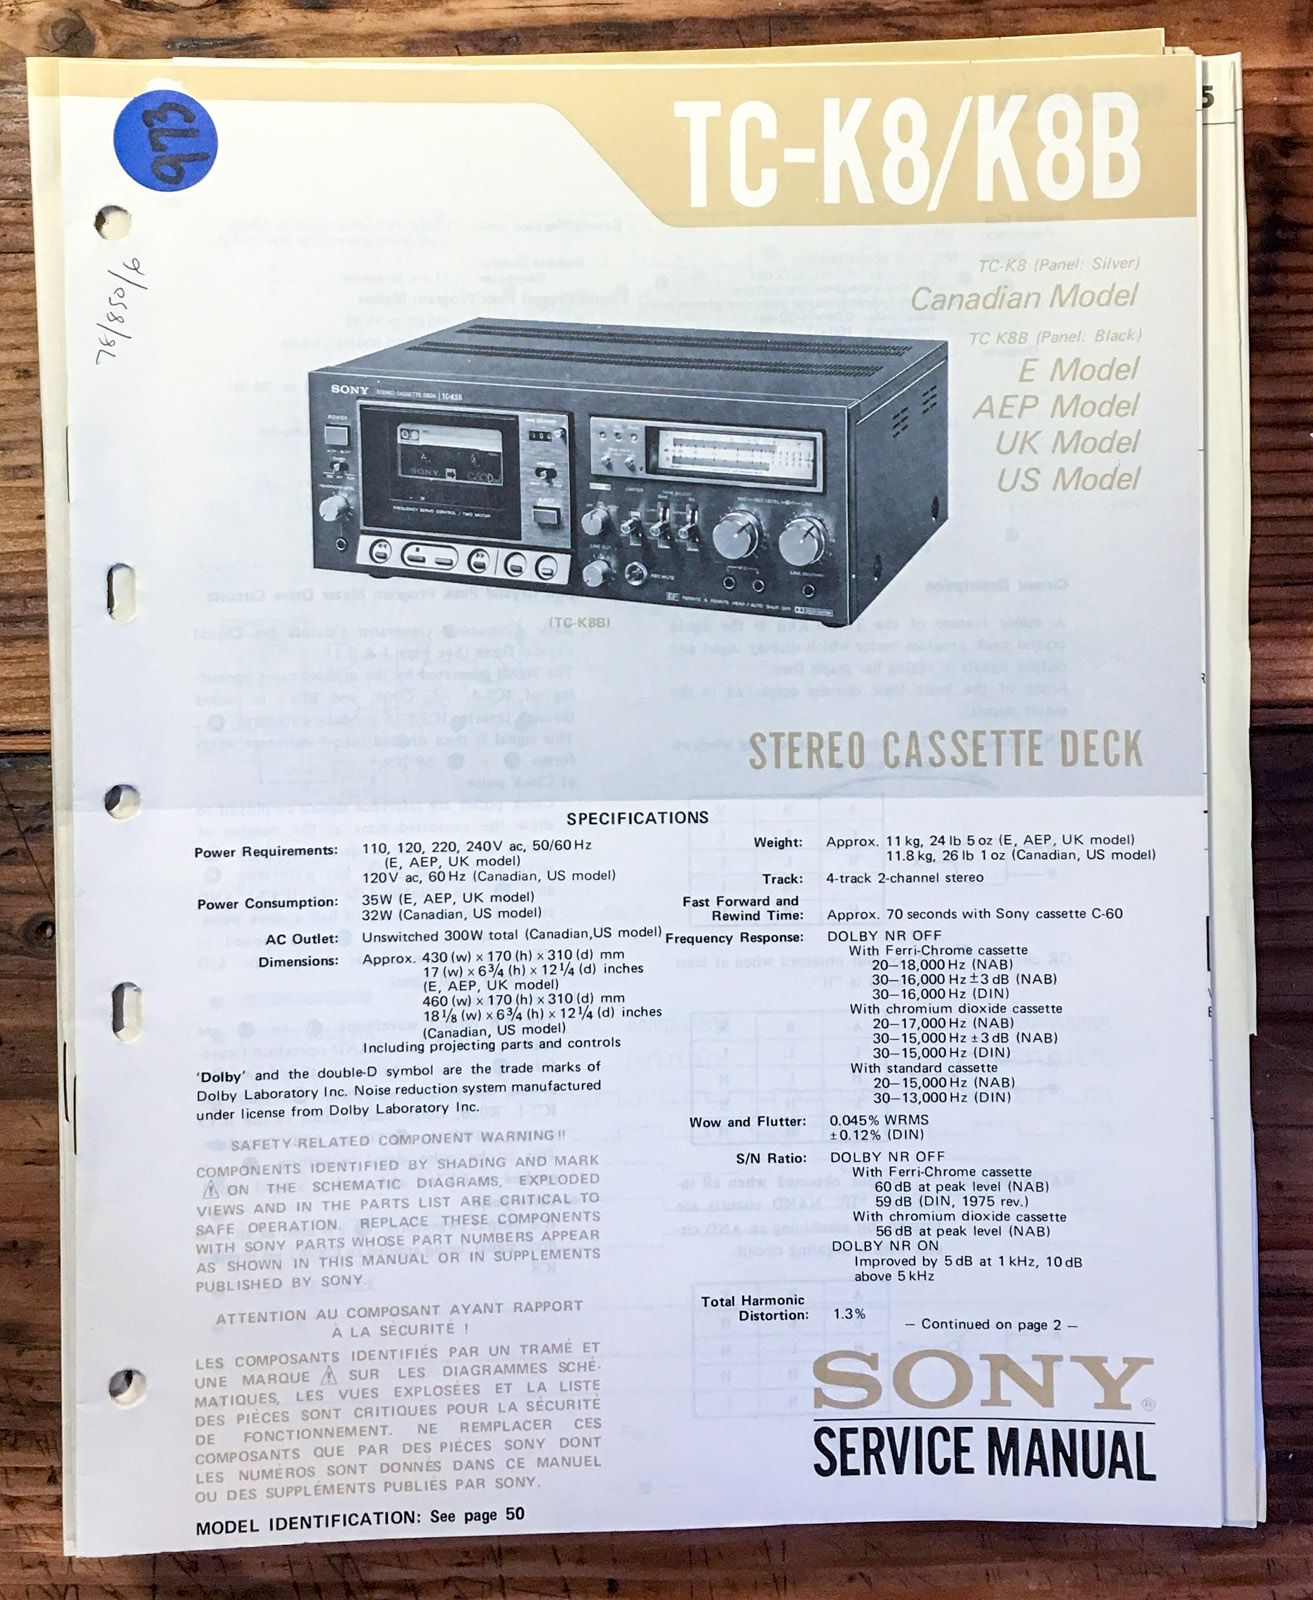 EL76
78/850/6
TC-K8/K8B
TC-K8 (Panel: Silver)
Canadian Model
TC K8B (Panel: Black)
E Model
AEP Model
UK Model
US Model
SONY STEREO CASSETTE DECK | TC-K8B
POWER
SONY
FREQUENCY SERVO CONTROL / TWO MOTOR
LINE OUT
REC MUTE
(TC-K8B)
STEREO CASSETTE DECK
SPECIFICATIONS
Power Requirements: 110, 120, 220, 240V ac, 50/60 Hz
(E, AEP, UK model)
120V ac, 60 Hz (Canadian, US model)
Power Consumption: 35W (E, AEP, UK model)
32W (Canadian, US model)
AC Outlet: Unswitched 300W total (Canadian,US model)
Dimensions: Approx. 430 (w) x 170 (h) x 310 (d) mm
17 (w) x 6¾ (h) x 12¼ (d) inches
(E, AEP, UK model)
460 (w) x 170 (h) x 310 (d) mm
18⅛ (w) x 6¾ (h) x 12¼ (d) inches
(Canadian, US model)
Including projecting parts and controls
'Dolby' and the double-D symbol are the trade marks of
Dolby Laboratory Inc. Noise reduction system manufactured
under license from Dolby Laboratory Inc.
SAFETY-RELATED COMPONENT WARNING!!
COMPONENTS IDENTIFIED BY SHADING AND MARK
⚠ ON THE SCHEMATIC DIAGRAMS, EXPLODED
VIEWS AND IN THE PARTS LIST ARE CRITICAL TO
SAFE OPERATION. REPLACE THESE COMPONENTS
WITH SONY PARTS WHOSE PART NUMBERS APPEAR
AS SHOWN IN THIS MANUAL OR IN SUPPLEMENTS
PUBLISHED BY SONY.
ATTENTION AU COMPOSANT AYANT RAPPORT
À LA SÉCURITÉ !
LES COMPOSANTS IDENTIFIÉS PAR UN TRAMÉ ET
UNE MARQUE ⚠ SUR LES DIAGRAMMES SCHÉ-
MATIQUES, LES VUES EXPLOSÉES ET LA LISTE
DES PIÈCES SONT CRITIQUES POUR LA SÉCURITÉ
DE FONCTIONNEMENT. NE REMPLACER CES
COMPOSANTS QUE PAR DES PIÈCES SONY DONT
LES NUMÉROS SONT DONNÉS DANS CE MANUEL
OU DES SUPPLÉMENTS PUBLIÉS PAR SONY.
MODEL IDENTIFICATION: See page 50
Weight: Approx. 11 kg, 24 lb 5 oz (E, AEP, UK model)
11.8 kg, 26 lb 1 oz (Canadian, US model)
Track: 4-track 2-channel stereo
Fast Forward and
Rewind Time: Approx. 70 seconds with Sony cassette C-60
Frequency Response: DOLBY NR OFF
With Ferri-Chrome cassette
20–18,000 Hz (NAB)
30–16,000 Hz ±3 dB (NAB)
30–16,000 Hz (DIN)
With chromium dioxide cassette
20–17,000 Hz (NAB)
30–15,000 Hz ±3 dB (NAB)
30–15,000 Hz (DIN)
With standard cassette
20–15,000 Hz (NAB)
30–13,000 Hz (DIN)
Wow and Flutter: 0.045% WRMS
±0.12% (DIN)
S/N Ratio: DOLBY NR OFF
With Ferri-Chrome cassette
60 dB at peak level (NAB)
59 dB (DIN, 1975 rev.)
With chromium dioxide cassette
56 dB at peak level (NAB)
DOLBY NR ON
Improved by 5 dB at 1 kHz, 10 dB
above 5 kHz
Total Harmonic
Distortion: 1.3%
— Continued on page 2 —
SONY®
SERVICE MANUAL